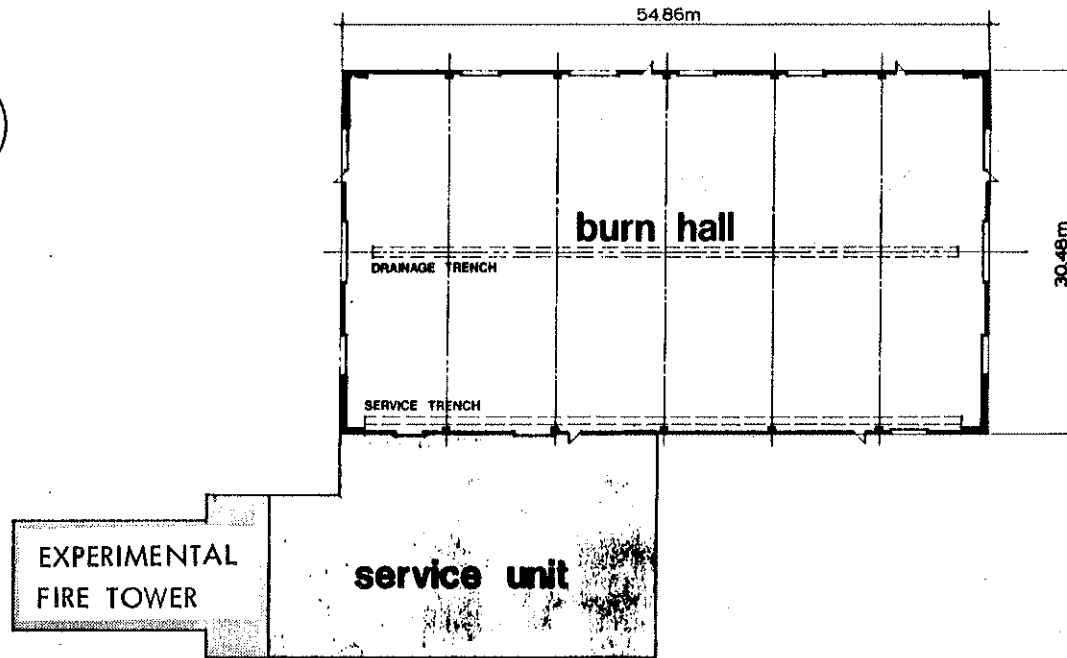 54.86m
burn hall
30.48m
DRAINAGE TRENCH
SERVICE TRENCH
EXPERIMENTAL
FIRE TOWER
service unit